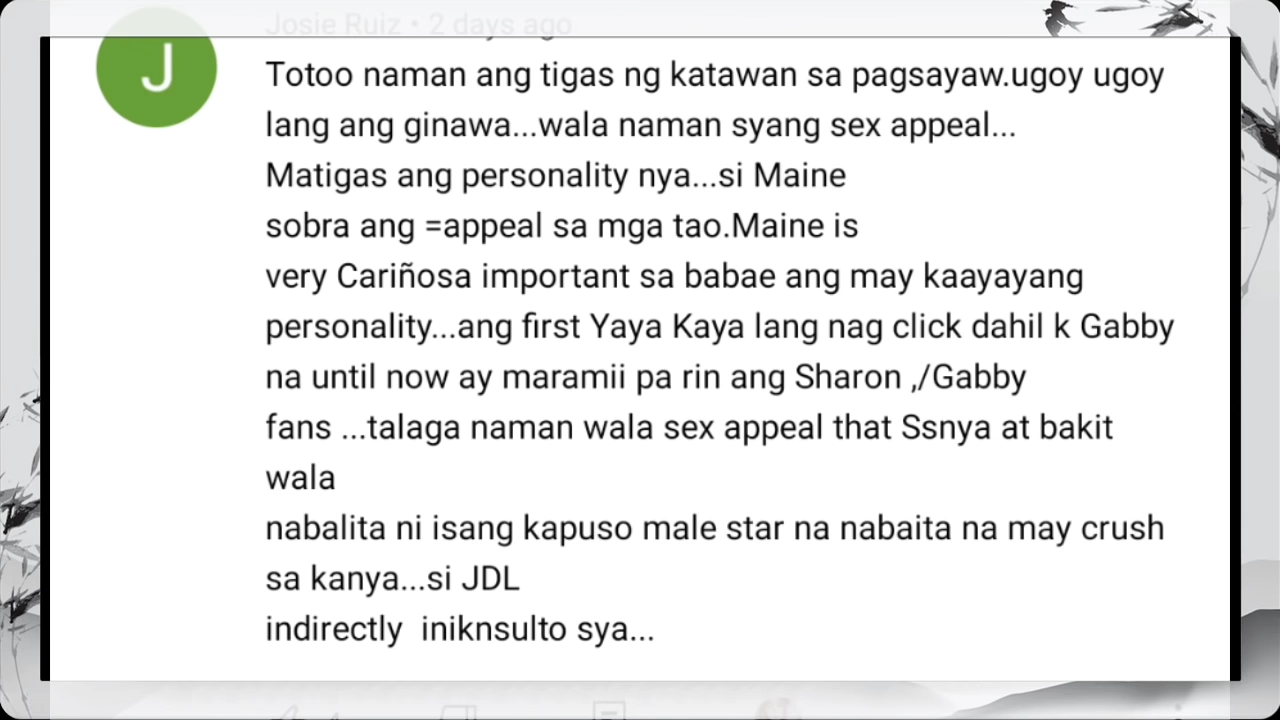 Josie Ruiz • 2 days ago
J
Totoo naman ang tigas ng katawan sa pagsayaw.ugoy ugoy
lang ang ginawa...wala naman syang sex appeal...
Matigas ang personality nya...si Maine
sobra ang =appeal sa mga tao.Maine is
very Cariñosa important sa babae ang may kaayayang
personality...ang first Yaya Kaya lang nag click dahil k Gabby
na until now ay maramii pa rin ang Sharon ,/Gabby
fans ...talaga naman wala sex appeal that Ssnya at bakit
wala
nabalita ni isang kapuso male star na nabaita na may crush
sa kanya...si JDL
indirectly  iniknsulto sya...